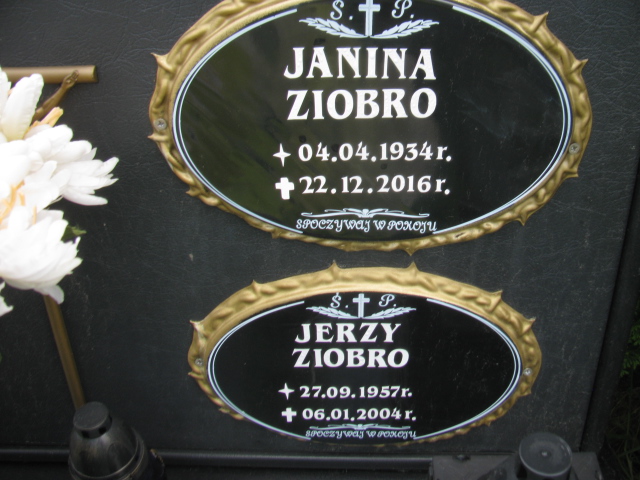 Ś. P.
JANINA
ZIOBRO
04.04.1934r.
22.12.2016r.
SPOCZYWAJ W POKOJU
Ś. P.
JERZY
ZIOBRO
27.09.1957r.
06.01.2004r.
SPOCZYWAJ W POKOJU